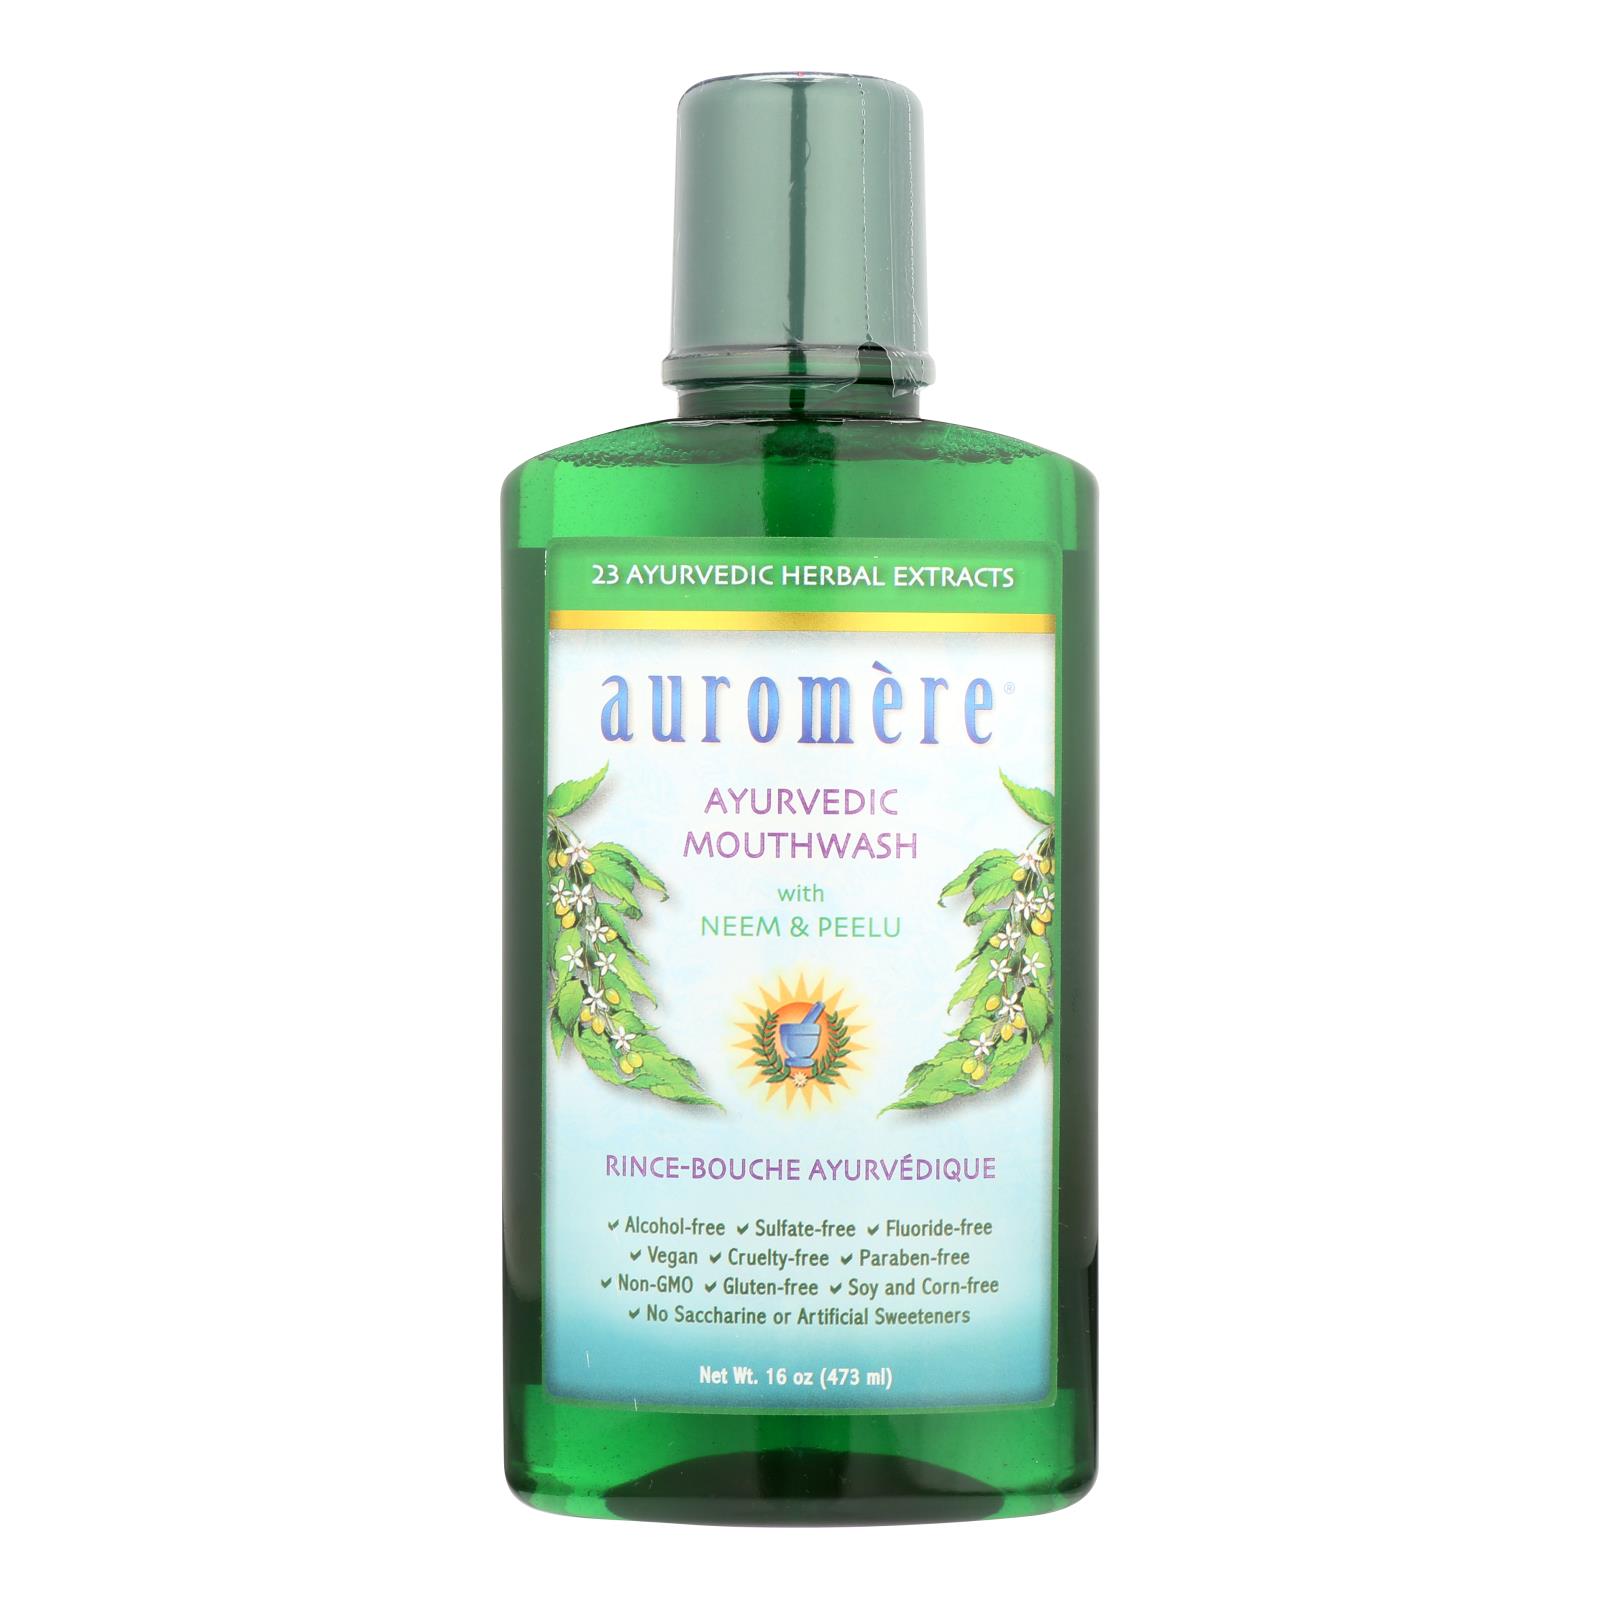 23 AYURVEDIC HERBAL EXTRACTS
auromère®
AYURVEDIC
MOUTHWASH
with
NEEM & PEELU
RINCE-BOUCHE AYURVÉDIQUE
✔ Alcohol-free ✔ Sulfate-free ✔ Fluoride-free
✔ Vegan ✔ Cruelty-free ✔ Paraben-free
✔ Non-GMO ✔ Gluten-free ✔ Soy and Corn-free
✔ No Saccharine or Artificial Sweeteners
Net Wt. 16 oz (473 ml)